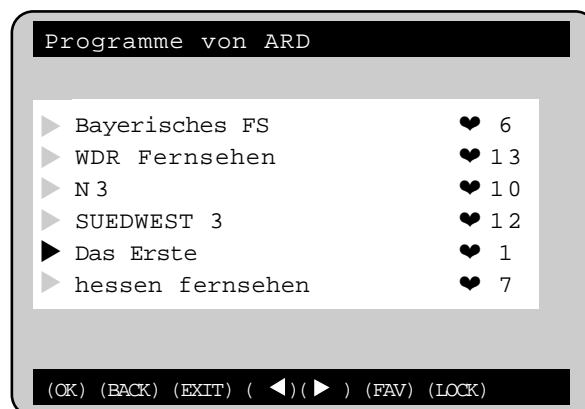 Programme von ARD
▶ Bayerisches FS ❤ 6
▶ WDR Fernsehen ❤ 13
▶ N3 ❤ 10
▶ SUEDWEST 3 ❤ 12
▶ Das Erste ❤ 1
▶ hessen fernsehen ❤ 7
(OK) (BACK) (EXIT) ( ◀ )( ▶ ) (FAV) (LOCK)